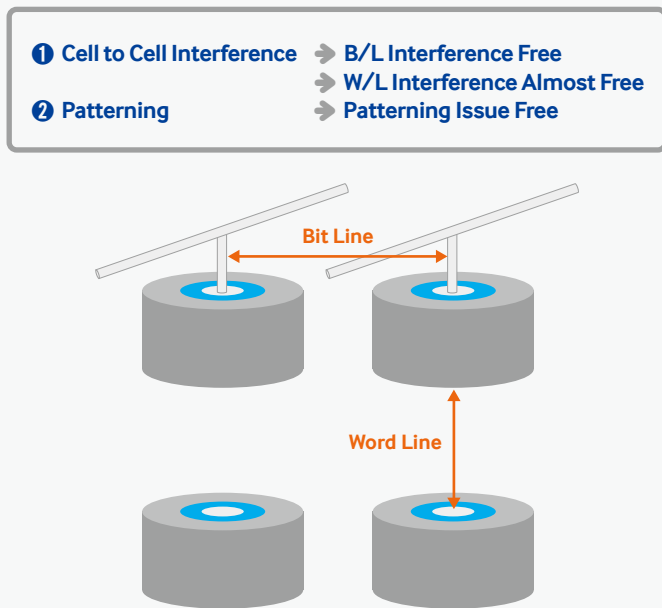 ❶ Cell to Cell Interference ➔ B/L Interference Free
➔ W/L Interference Almost Free
❷ Patterning ➔ Patterning Issue Free
Bit Line
Word Line